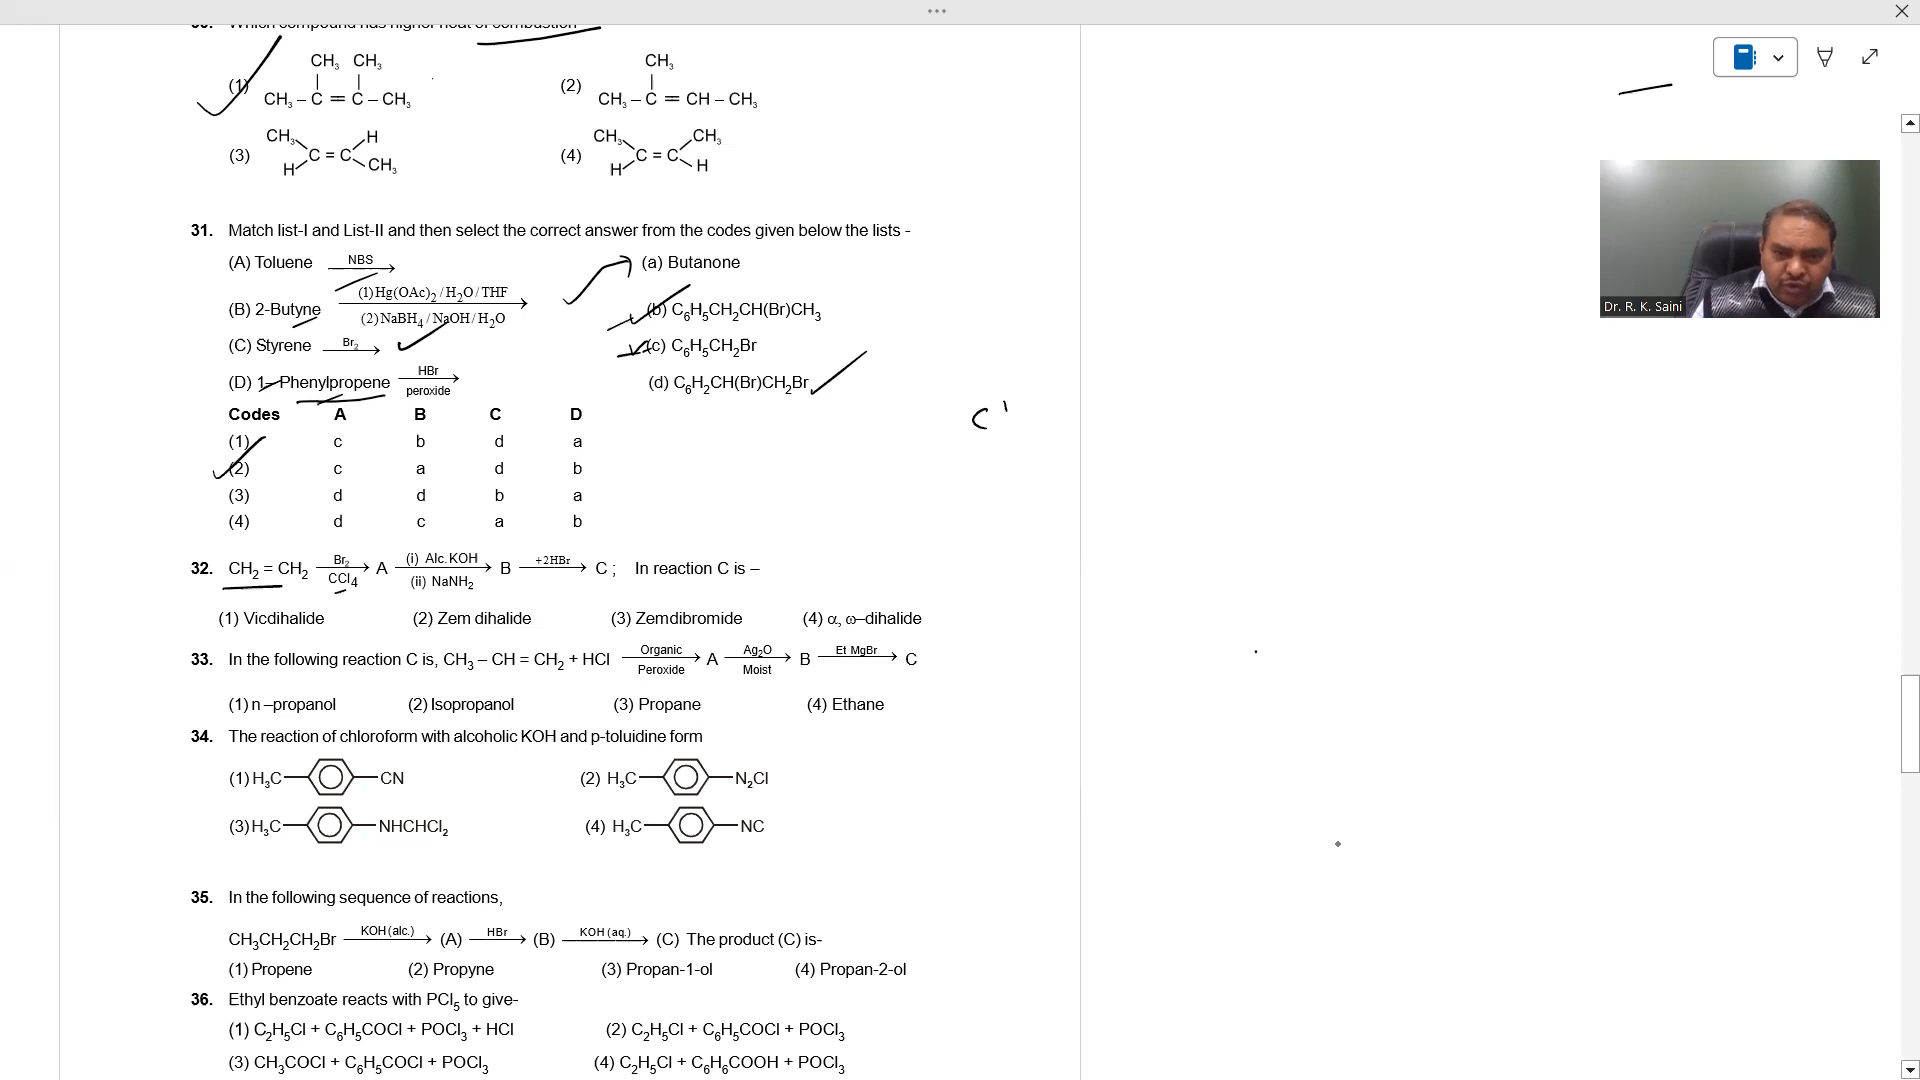 30. Which compound has higher heat of combustion
CH₃ CH₃
(1) CH₃ – C = C – CH₃
CH₃
(2) CH₃ – C = CH – CH₃
(3) CH₃ H C = C H CH₃
(4) CH₃ CH₃ C = C H H
31. Match list-I and List-II and then select the correct answer from the codes given below the lists -
(A) Toluene NBS (a) Butanone
(B) 2-Butyne (1)Hg(OAc)₂/H₂O/THF (2)NaBH₄/NaOH/H₂O (b) C₆H₅CH₂CH(Br)CH₃
(C) Styrene Br₂ (c) C₆H₅CH₂Br
(D) 1– Phenylpropene HBr peroxide (d) C₆H₂CH(Br)CH₂Br
Codes A B C D
(1) c b d a
(2) c a d b
(3) d d b a
(4) d c a b
32. CH₂ = CH₂ Br₂ CCl₄ → A (i) Alc.KOH (ii) NaNH₂ → B +2HBr → C ; In reaction C is –
(1) Vicdihalide (2) Zem dihalide (3) Zemdibromide (4) α, ω–dihalide
33. In the following reaction C is, CH₃ – CH = CH₂ + HCl Organic Peroxide → A Ag₂O Moist → B Et MgBr → C
(1) n –propanol (2) Isopropanol (3) Propane (4) Ethane
34. The reaction of chloroform with alcoholic KOH and p-toluidine form
(1) H₃C CN (2) H₃C N₂Cl
(3) H₃C NHCHCl₂ (4) H₃C NC
35. In the following sequence of reactions,
CH₃CH₂CH₂Br KOH (alc.) → (A) HBr → (B) KOH (aq.) → (C) The product (C) is-
(1) Propene (2) Propyne (3) Propan-1-ol (4) Propan-2-ol
36. Ethyl benzoate reacts with PCl₅ to give-
(1) C₂H₅Cl + C₆H₅COCl + POCl₃ + HCl (2) C₂H₅Cl + C₆H₅COCl + POCl₃
(3) CH₃COCl + C₆H₅COCl + POCl₃ (4) C₂H₅Cl + C₆H₆COOH + POCl₃
Dr. R. K. Saini